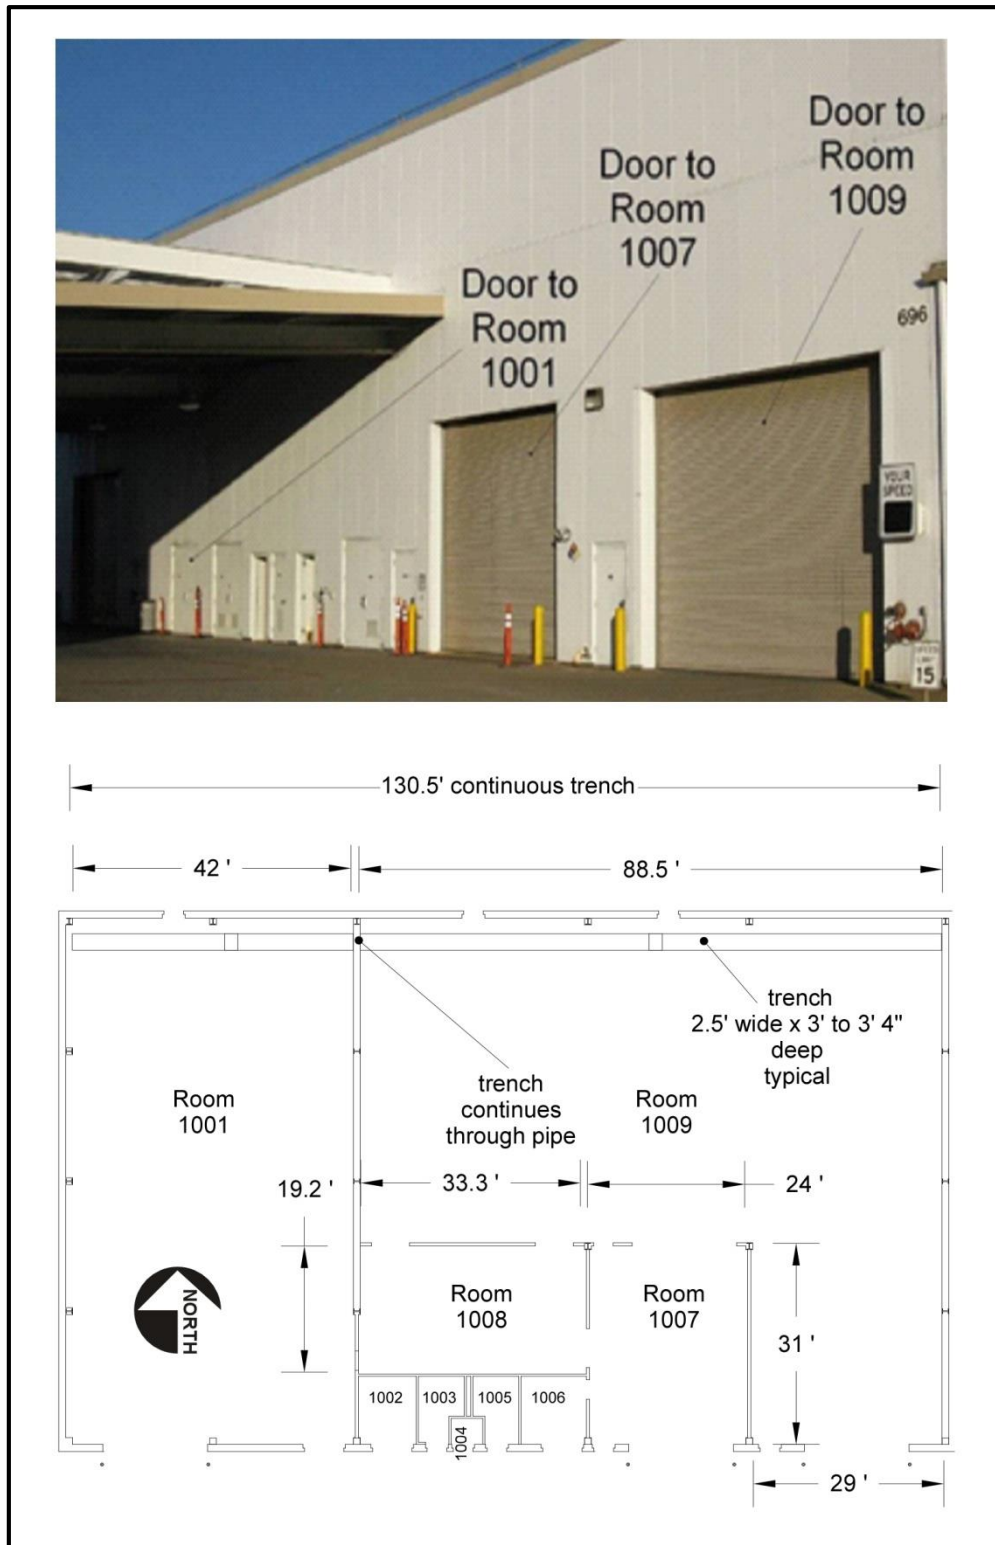 Door to
Room
1009
Door to
Room
1007
Door to
Room
1001
696
YOUR
SPEED
SPEED
LIMIT
15
130.5' continuous trench
42 '
88.5'
trench
2.5' wide x 3' to 3' 4"
deep
typical
trench
continues
through pipe
Room
1001
Room
1009
19.2'
33.3 '
24 '
NORTH
Room
1008
Room
1007
31'
1002
1003
1004
1005
1006
29 '